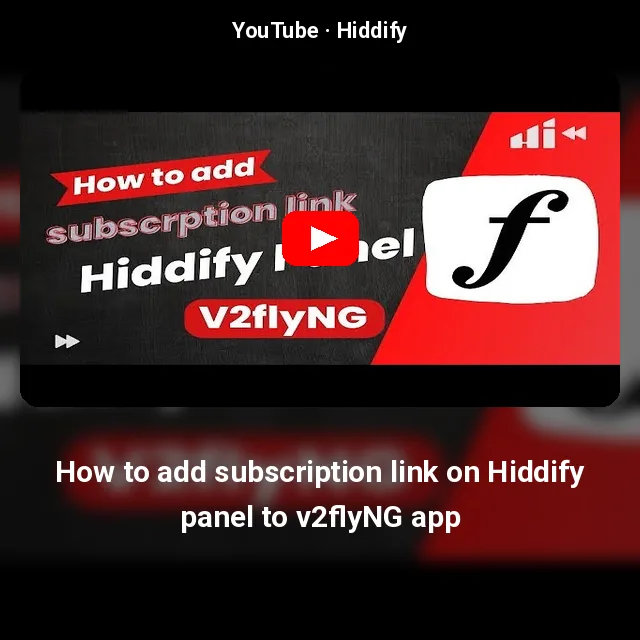 YouTube · Hiddify
How to add
subscrption link
Hiddify
V2flyNG
How to add subscription link on Hiddify
panel to v2flyNG app